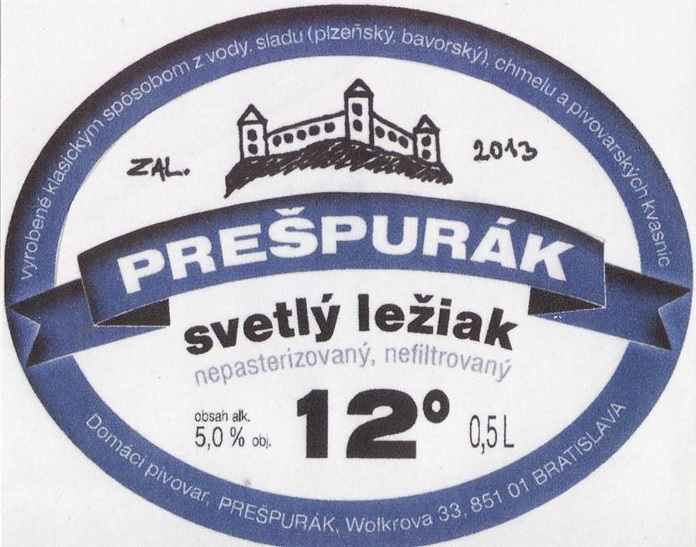 vyrobené klasickým spôsobom z vody, sladu (plzeňský, bavorský), chmelu a pivovarských kvasnic
ZAL. 2013
PREŠPURÁK
svetlý ležiak
nepasterizovaný, nefiltrovaný
obsah alk.
5,0 % obj.
12°
0,5 L
Domáci pivovar, PREŠPURÁK, Wolkrova 33, 851 01 BRATISLAVA